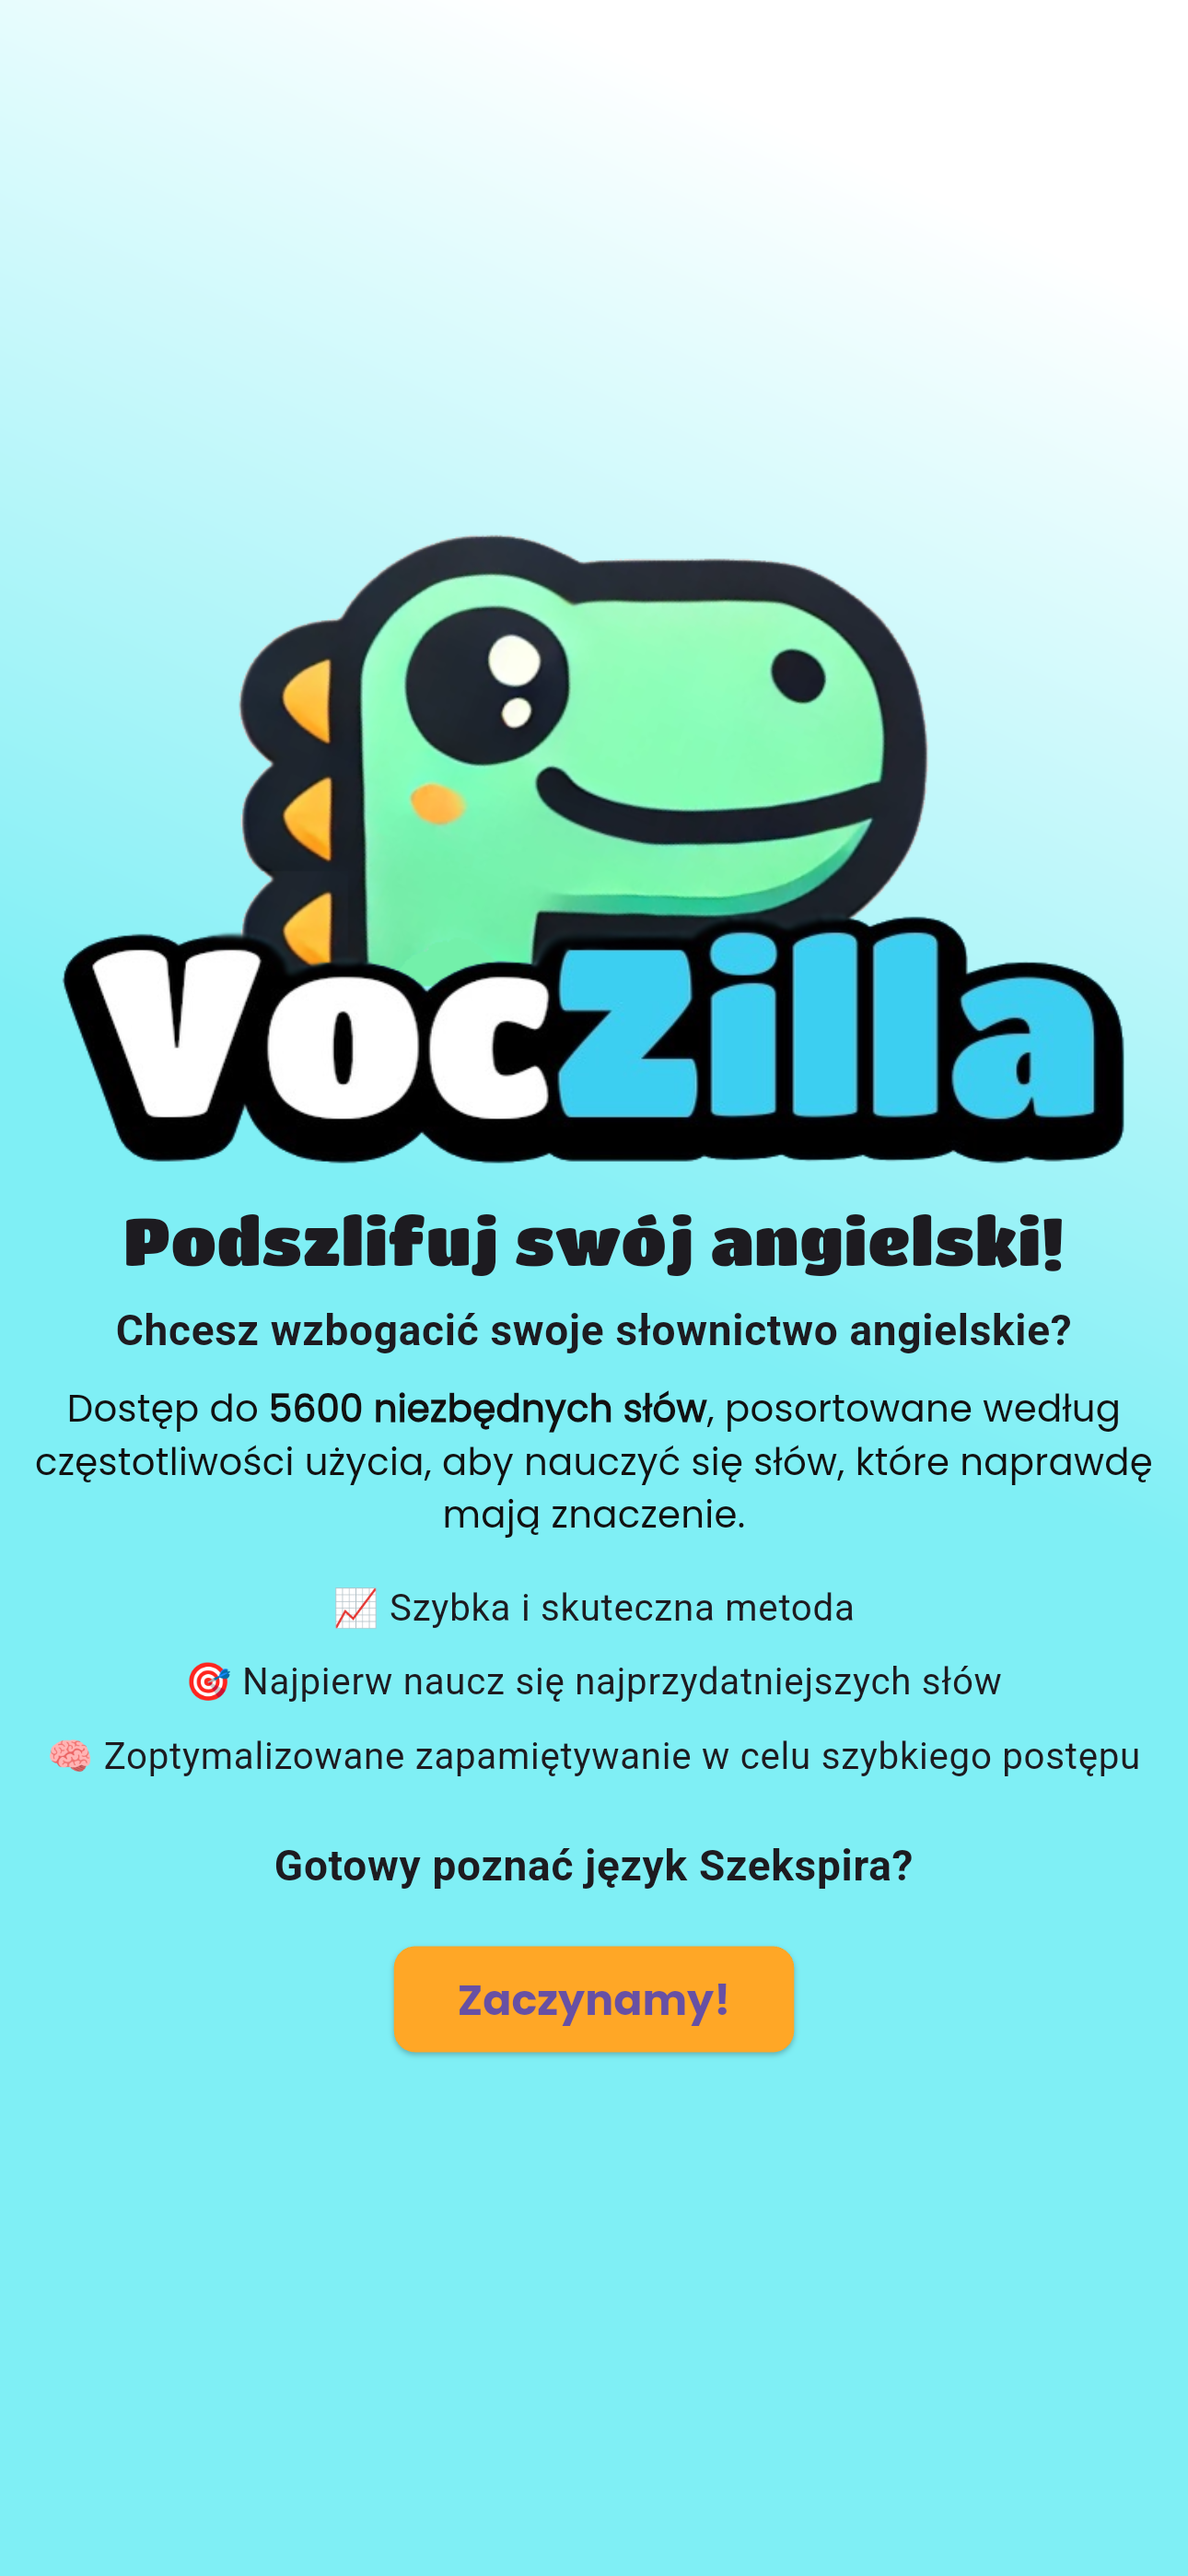 VocZilla
Podszlifuj swój angielski!
Chcesz wzbogacić swoje słownictwo angielskie?
Dostęp do 5600 niezbędnych słów, posortowane według
częstotliwości użycia, aby nauczyć się słów, które naprawdę
mają znaczenie.
📈 Szybka i skuteczna metoda
🎯 Najpierw naucz się najprzydatniejszych słów
🧠 Zoptymalizowane zapamiętywanie w celu szybkiego postępu
Gotowy poznać język Szekspira?
Zaczynamy!